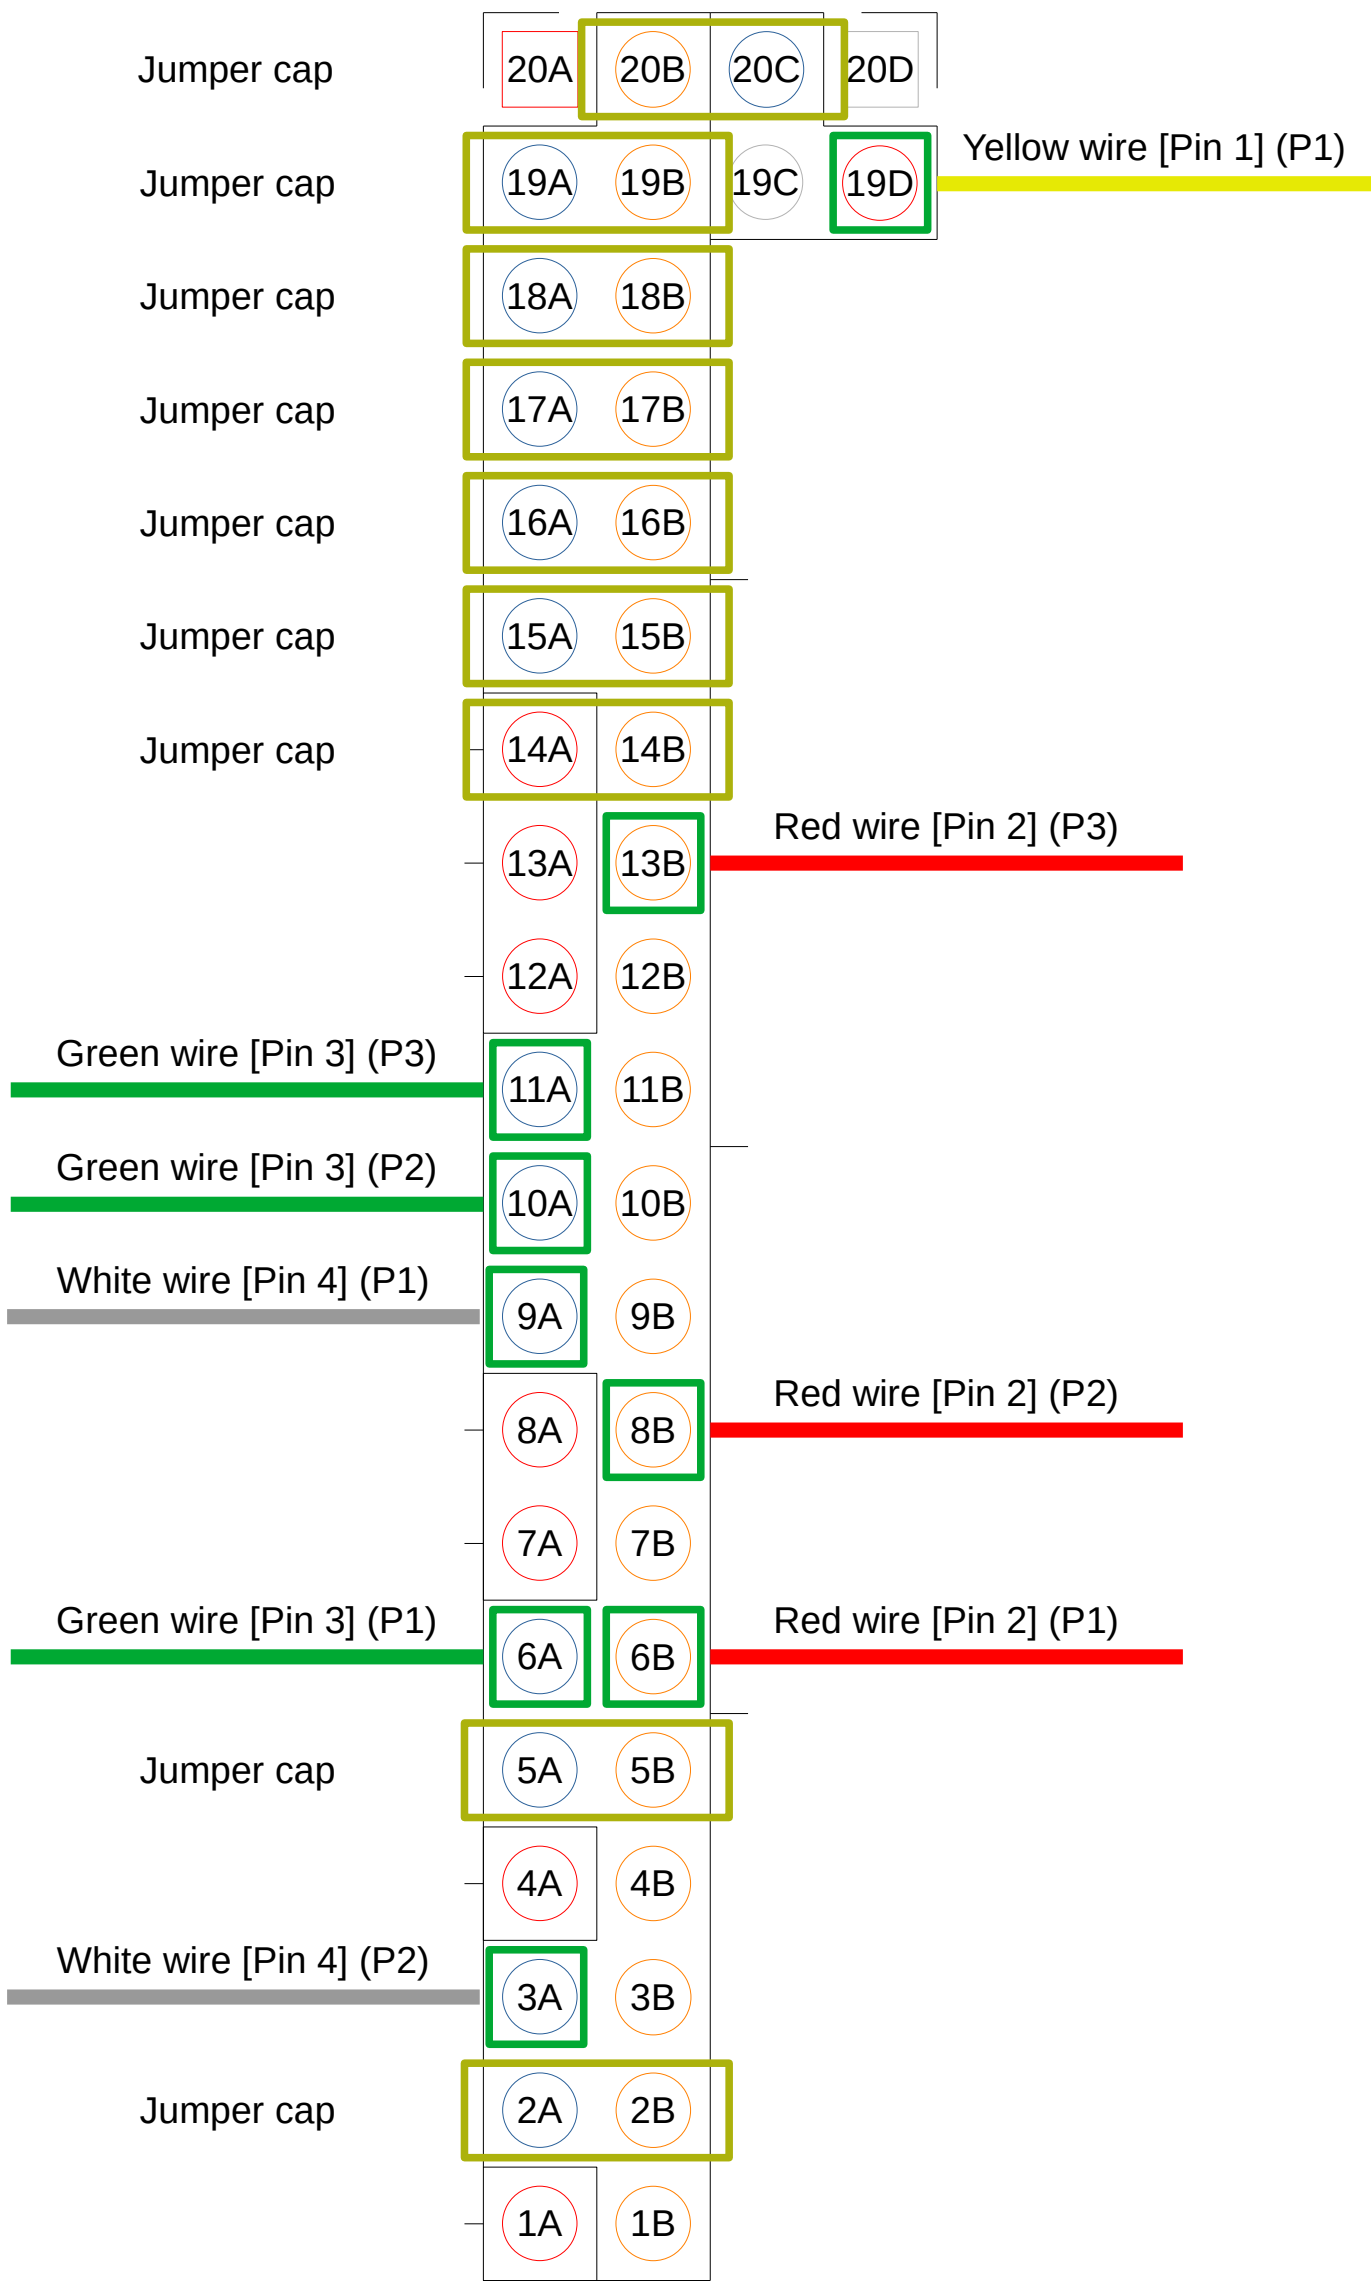 Jumper cap 20A 20B 20C 20D
Yellow wire [Pin 1] (P1)
Jumper cap 19A 19B 19C 19D
Jumper cap 18A 18B
Jumper cap 17A 17B
Jumper cap 16A 16B
Jumper cap 15A 15B
Jumper cap 14A 14B
Red wire [Pin 2] (P3)
13A 13B
12A 12B
Green wire [Pin 3] (P3)
11A 11B
Green wire [Pin 3] (P2)
10A 10B
White wire [Pin 4] (P1)
9A 9B
Red wire [Pin 2] (P2)
8A 8B
7A 7B
Green wire [Pin 3] (P1)
Red wire [Pin 2] (P1)
6A 6B
Jumper cap 5A 5B
4A 4B
White wire [Pin 4] (P2)
3A 3B
Jumper cap 2A 2B
1A 1B